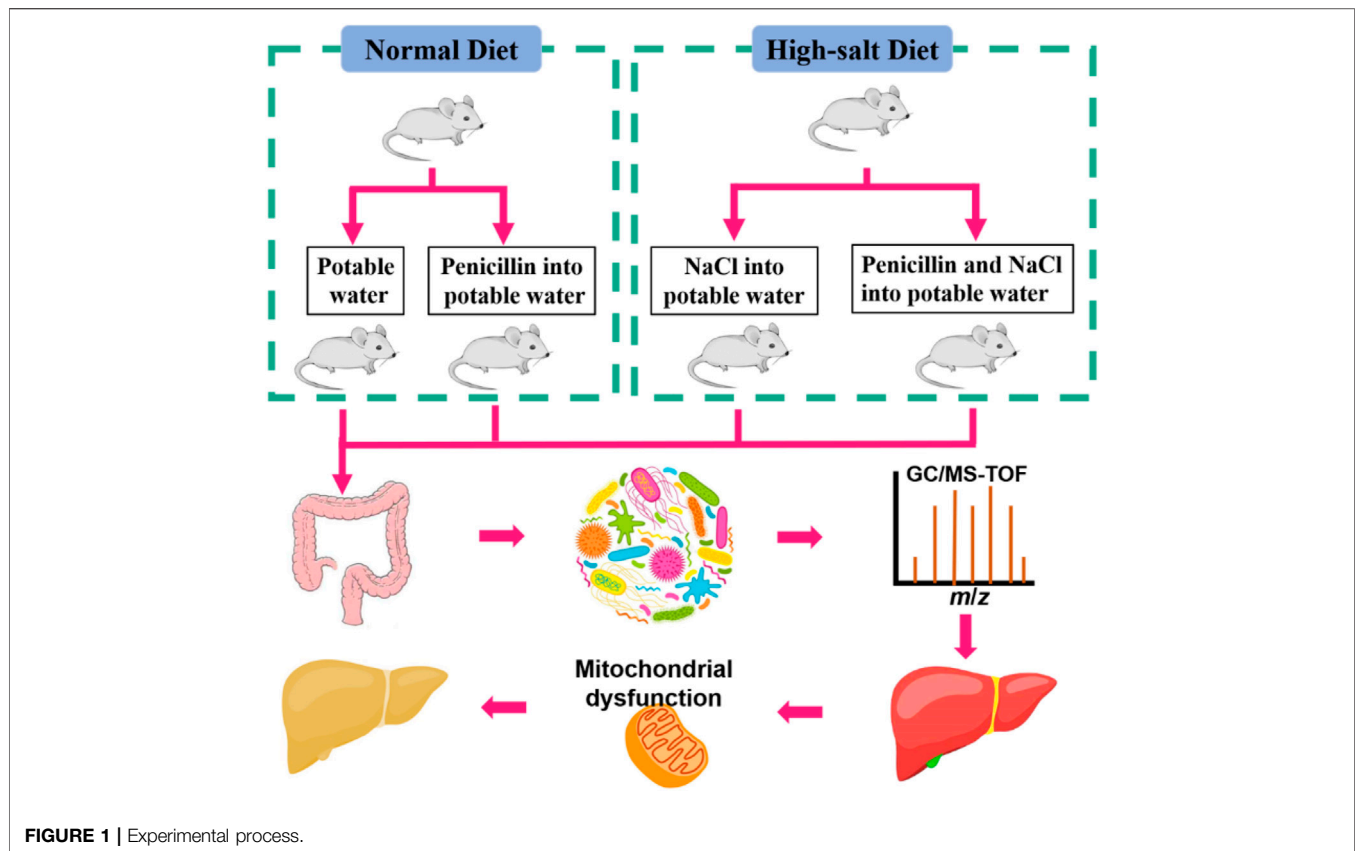 Normal Diet
High-salt Diet
Potable
water
Penicillin into
potable water
NaCl into
potable water
Penicillin and NaCl
into potable water
GC/MS-TOF
m/z
Mitochondrial
dysfunction
FIGURE 1 | Experimental process.